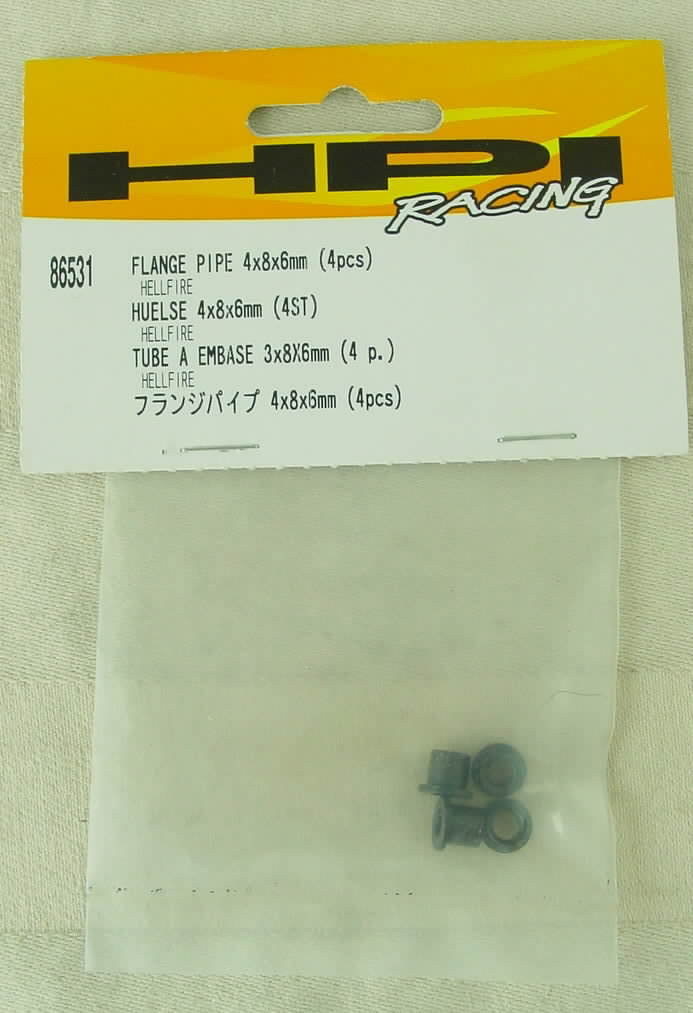 HPI
RACING
86531 FLANGE PIPE 4x8x6mm (4pcs)
HELLFIRE
HUELSE 4x8x6mm (4ST)
HELLFIRE
TUBE A EMBASE 3x8X6mm (4 p.)
HELLFIRE
フランジパイプ 4x8x6mm (4pcs)